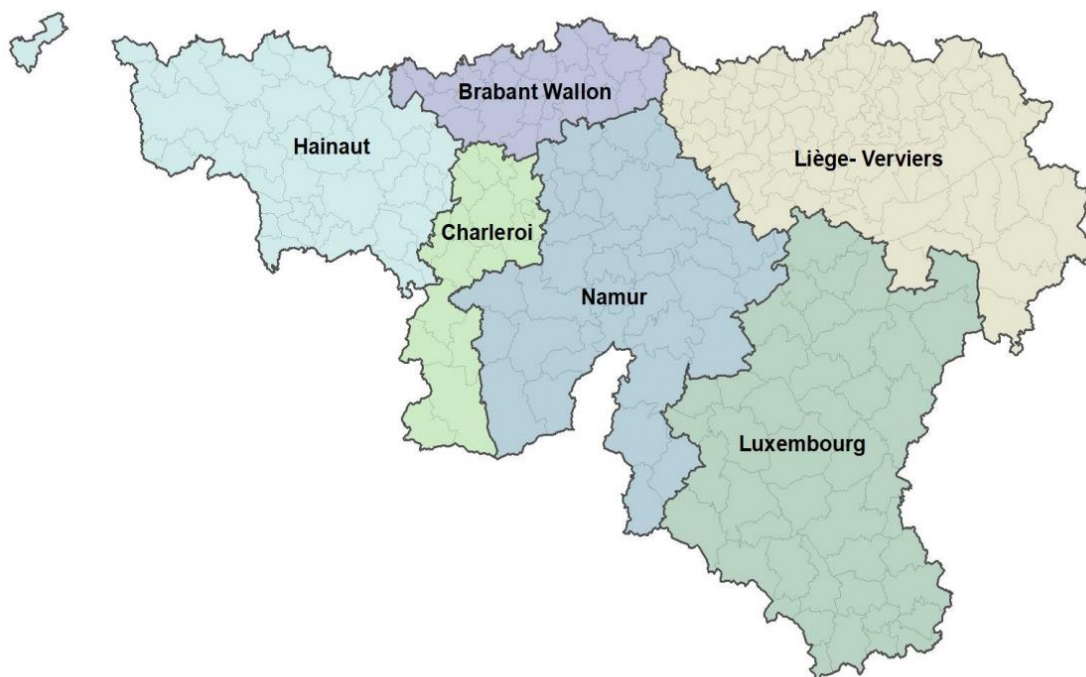 Brabant Wallon
Hainaut
Liège- Verviers
Charleroi
Namur
Luxembourg